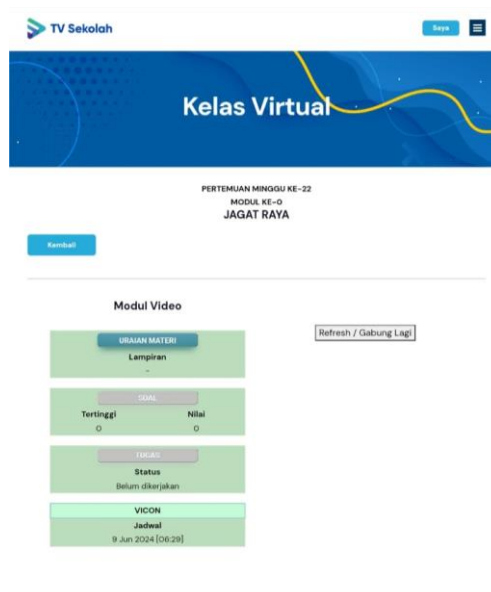 TV Sekolah
Saya
Kelas Virtual
PERTEMUAN MINGGU KE-22
MODUL KE-0
JAGAT RAYA
Kembali
Modul Video
Refresh / Gabung Lagi
URAIAN MATERI
Lampiran
-
SOAL
Tertinggi Nilai
0 0
TUGAS
Status
Belum dikerjakan
VICON
Jadwal
9 Jun 2024 [06:29]